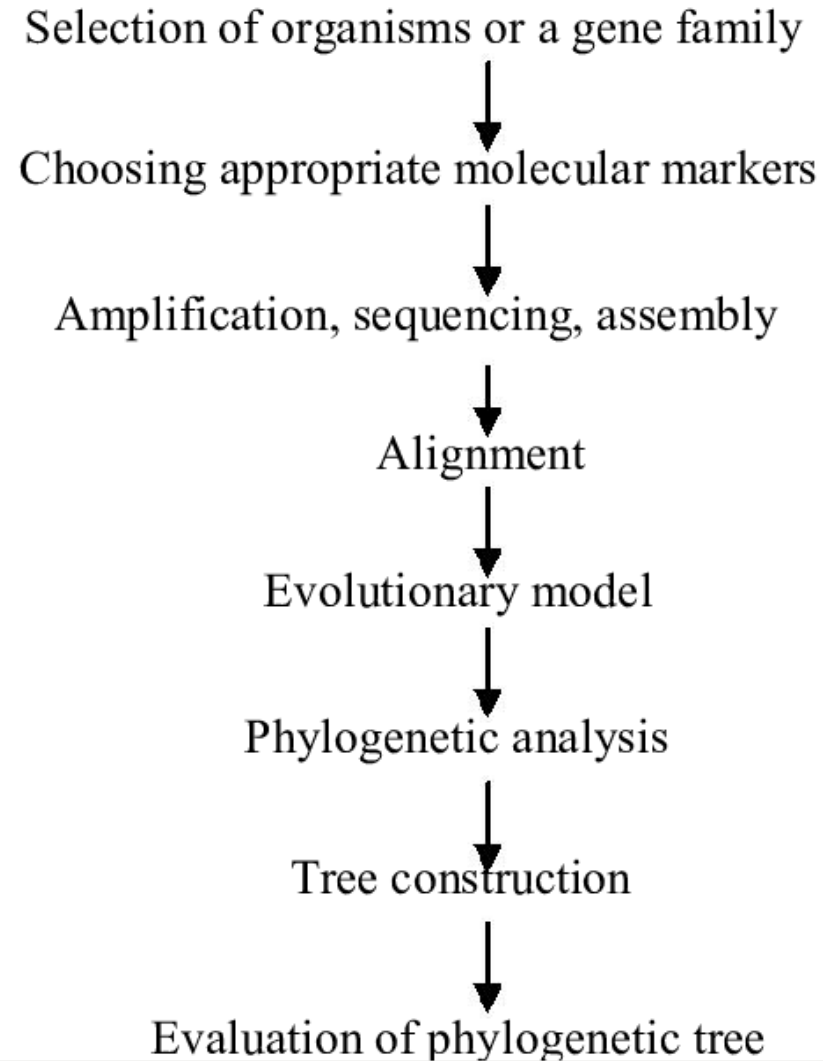 Selection of organisms or a gene family
Choosing appropriate molecular markers
Amplification, sequencing, assembly
Alignment
Evolutionary model
Phylogenetic analysis
Tree construction
Evaluation of phylogenetic tree